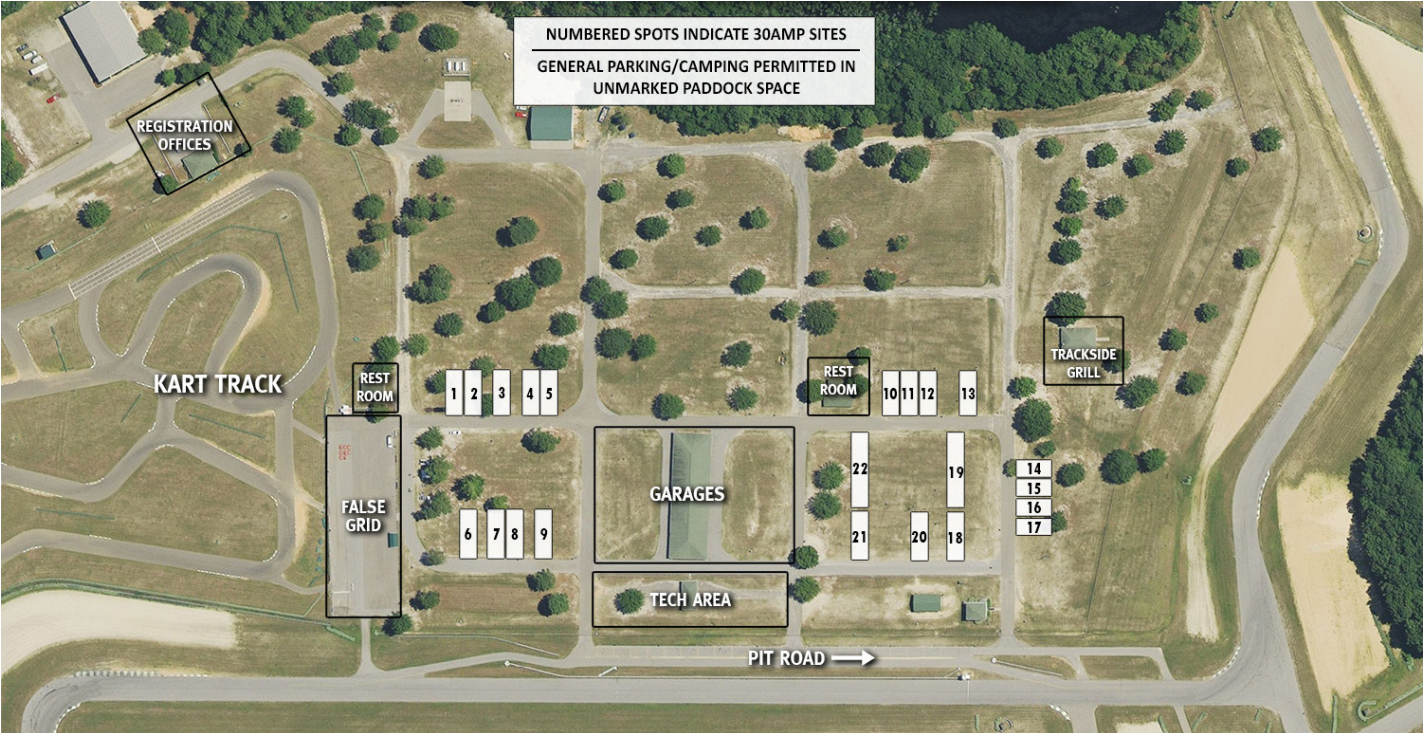 NUMBERED SPOTS INDICATE 30AMP SITES
GENERAL PARKING/CAMPING PERMITTED IN
UNMARKED PADDOCK SPACE
REGISTRATION
OFFICES
KART TRACK
REST
ROOM
1 2 3 4 5
REST
ROOM
10 11 12 13
TRACKSIDE
GRILL
FALSE
GRID
6 7 8 9
GARAGES
22 19
21 20 18
14
15
16
17
TECH AREA
PIT ROAD